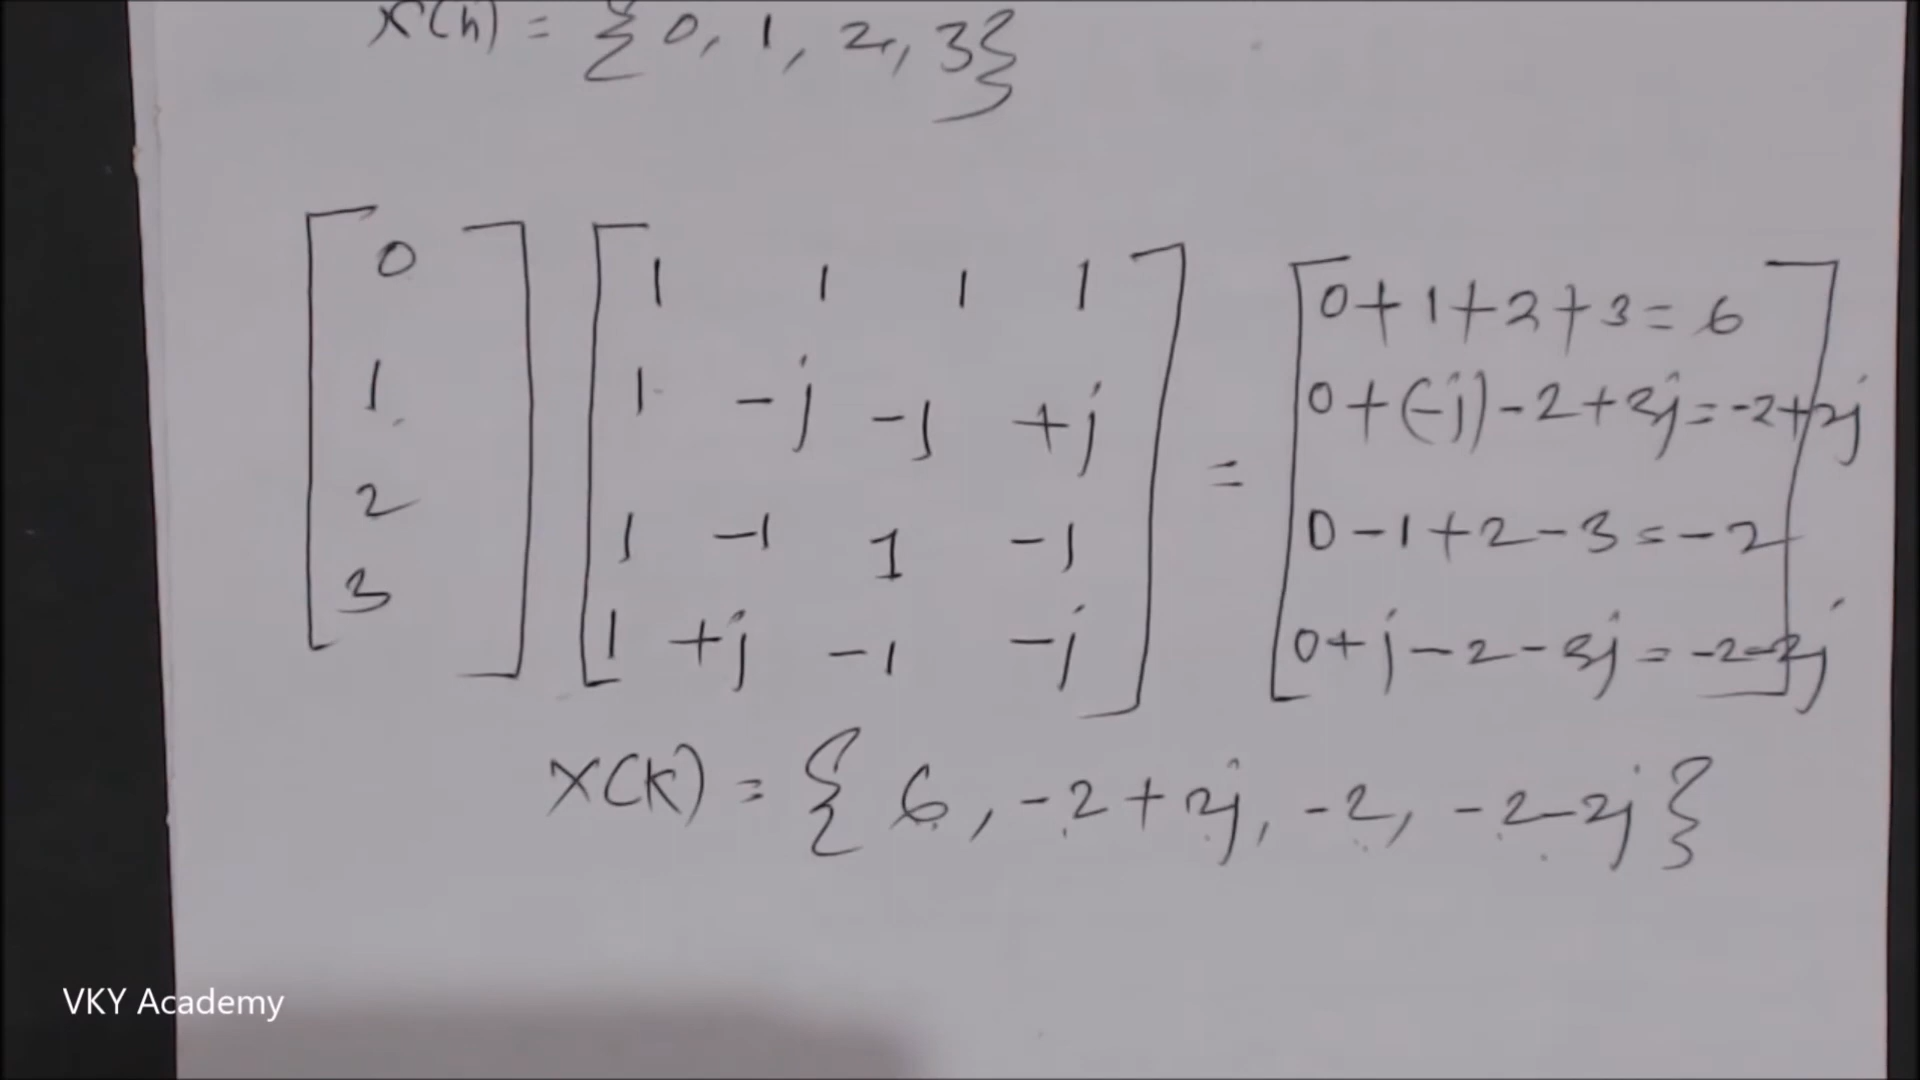 x(n) = {0, 1, 2, 3}
0 1 1 1 1 0+1+2+3=6
1 1 -j -1 +j 0+(-j)-2+3j=-2+2j
=
2 1 -1 1 -1 0-1+2-3=-2
3 1 +j -1 -j 0+j-2-3j=-2-2j
X(k) = {6, -2+2j, -2, -2-2j}
VKY Academy